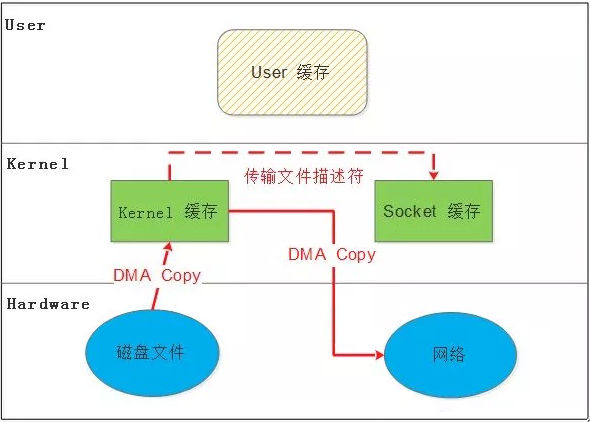 User
User 缓存
Kernel
传输文件描述符
Kernel 缓存
Socket 缓存
DMA Copy
DMA Copy
Hardware
磁盘文件
网络